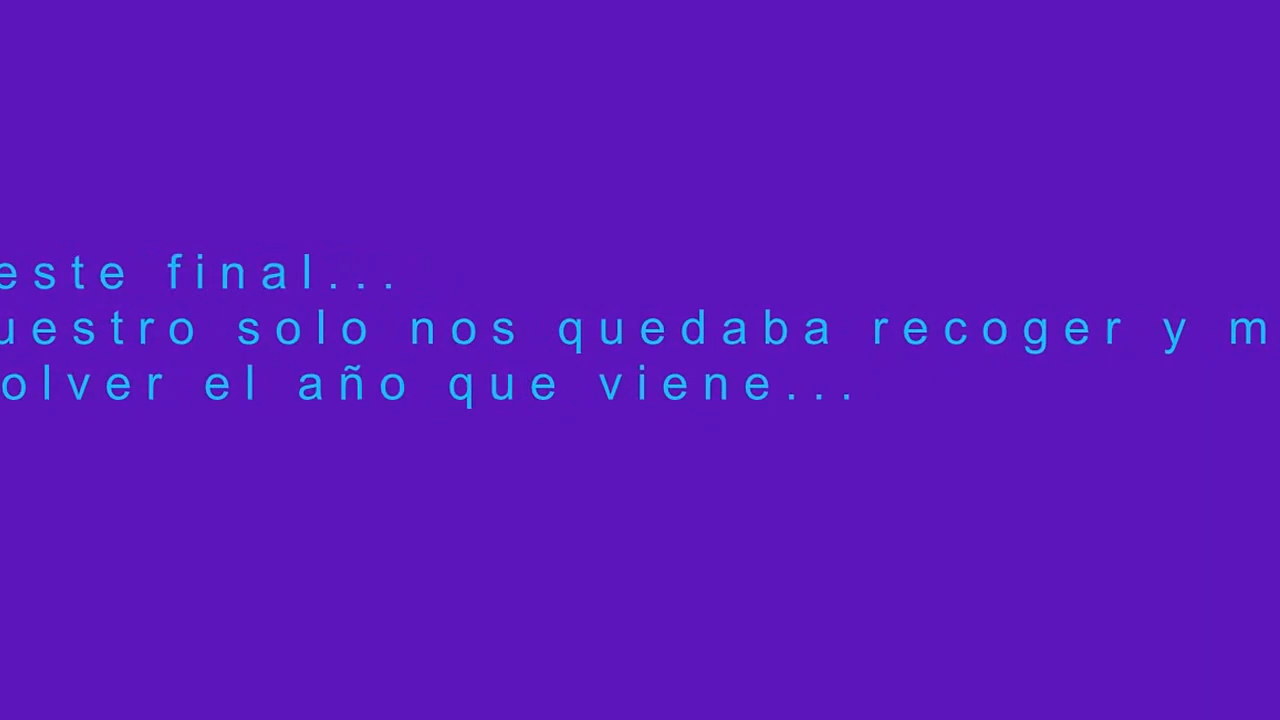 este final...
uestro solo nos quedaba recoger y m
olver el año que viene...